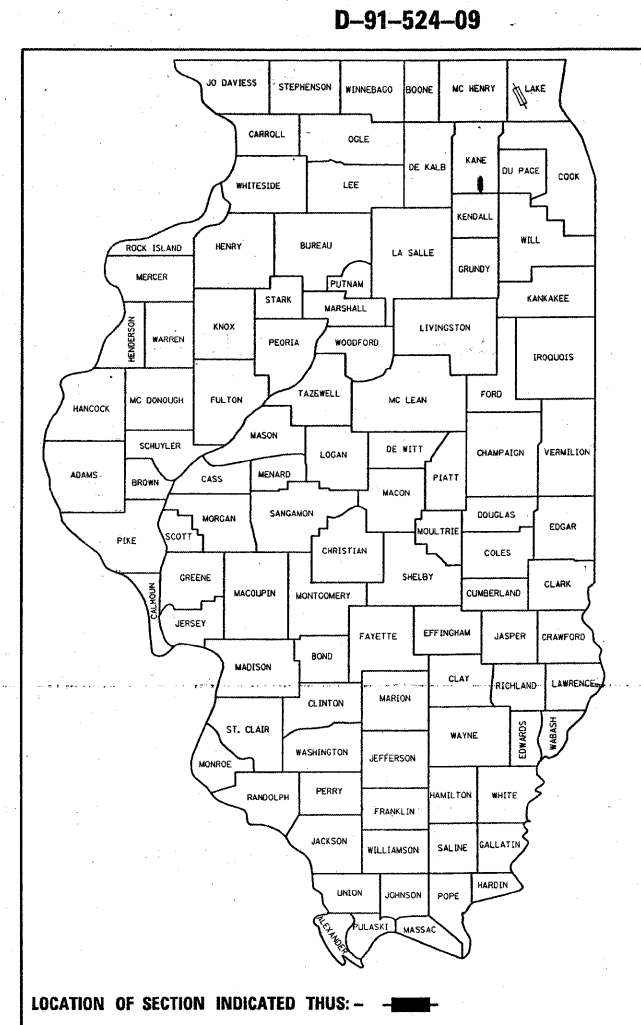 D-91-524-09
JO DAVIESS
STEPHENSON
WINNEBAGO
BOONE
MC HENRY
LAKE
CARROLL
OGLE
DE KALB
KANE
DU PAGE
COOK
WHITESIDE
LEE
KENDALL
WILL
ROCK ISLAND
HENRY
BUREAU
LA SALLE
GRUNDY
MERCER
PUTNAM
KANKAKEE
STARK
MARSHALL
HENDERSON
WARREN
KNOX
PEORIA
WOODFORD
LIVINGSTON
IROQUOIS
HANCOCK
MC DONOUGH
FULTON
TAZEWELL
MC LEAN
FORD
MASON
SCHUYLER
LOGAN
DE WITT
CHAMPAIGN
VERMILION
ADAMS
BROWN
CASS
MENARD
MACON
PIATT
PIKE
SCOTT
MORGAN
SANGAMON
CHRISTIAN
MOULTRIE
DOUGLAS
EDGAR
COLES
CALHOUN
GREENE
MACOUPIN
MONTGOMERY
SHELBY
CUMBERLAND
CLARK
JERSEY
FAYETTE
EFFINGHAM
JASPER
CRAWFORD
MADISON
BOND
CLAY
RICHLAND
LAWRENCE
CLINTON
MARION
ST. CLAIR
WASHINGTON
WAYNE
EDWARDS
WABASH
MONROE
JEFFERSON
RANDOLPH
PERRY
FRANKLIN
HAMILTON
WHITE
JACKSON
WILLIAMSON
SALINE
GALLATIN
UNION
JOHNSON
POPE
HARDIN
ALEXANDER
PULASKI
MASSAC
LOCATION OF SECTION INDICATED THUS: -